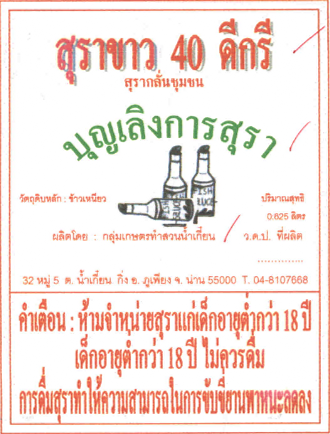 สุราขาว 40 ดีกรี
สุรากลั่นชุมชน
บุญเลิงการสุรา
วัตถุดิบหลัก : ข้าวเหนียว
ปริมาณสุทธิ
0.625 ลิตร
ผลิตโดย : กลุ่มเกษตรทำสวนน้ำเกี๋ยน
ว.ด.ป. ที่ผลิต
..............
32 หมู่ 5 ต. น้ำเกี๋ยน กิ่ง อ. ภูเพียง จ. น่าน 55000 T. 04-8107668
คำเตือน : ห้ามจำหน่ายสุราแก่เด็กอายุต่ำกว่า 18 ปี
เด็กอายุต่ำกว่า 18 ปี ไม่ควรดื่ม
การดื่มสุราทำให้ความสามารถในการขับขี่ยานพาหนะลดลง